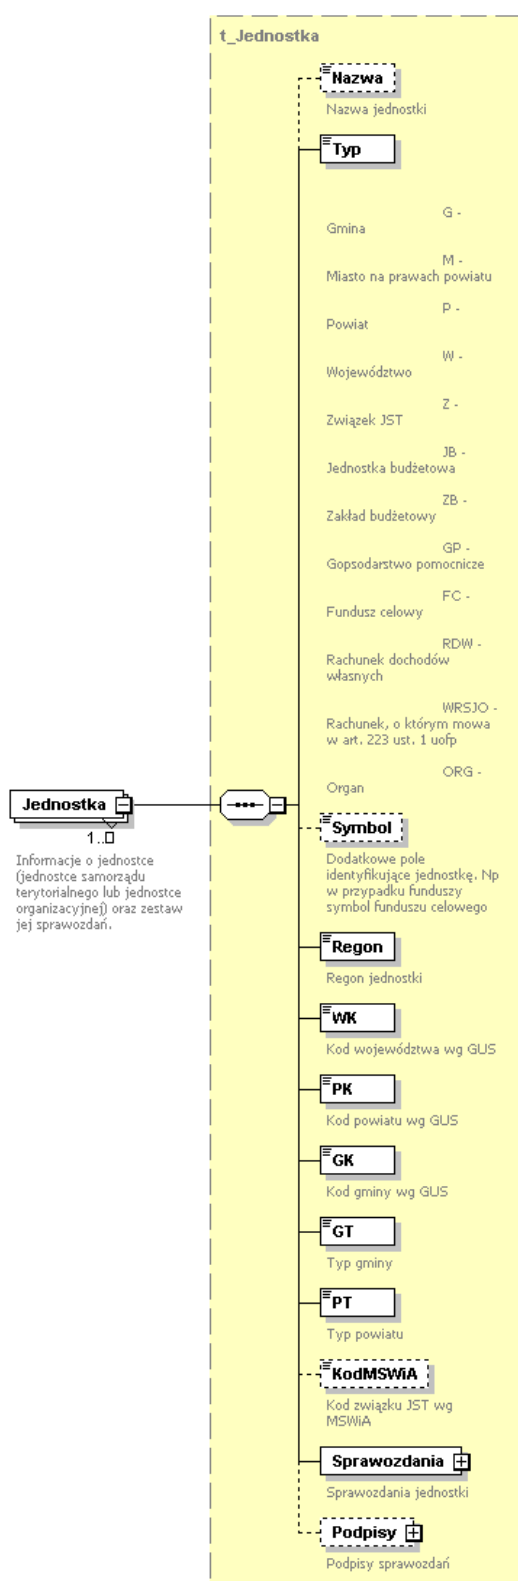 t_Jednostka
Nazwa
Nazwa jednostki
Typ
G -
Gmina
M -
Miasto na prawach powiatu
P -
Powiat
W -
Województwo
Z -
Związek JST
JB -
Jednostka budżetowa
ZB -
Zakład budżetowy
GP -
Gopsodarstwo pomocnicze
FC -
Fundusz celowy
RDW -
Rachunek dochodów
własnych
WRSJO -
Rachunek, o którym mowa
w art. 223 ust. 1 uofp
ORG -
Organ
Jednostka
1..
Informacje o jednostce
(jednostce samorządu
terytorialnego lub jednostce
organizacyjnej) oraz zestaw
jej sprawozdań.
Symbol
Dodatkowe pole
identyfikujące jednostkę. Np
w przypadku funduszy
symbol funduszu celowego
Regon
Regon jednostki
WK
Kod województwa wg GUS
PK
Kod powiatu wg GUS
GK
Kod gminy wg GUS
GT
Typ gminy
PT
Typ powiatu
KodMSWiA
Kod związku JST wg
MSWiA
Sprawozdania
Sprawozdania jednostki
Podpisy
Podpisy sprawozdań